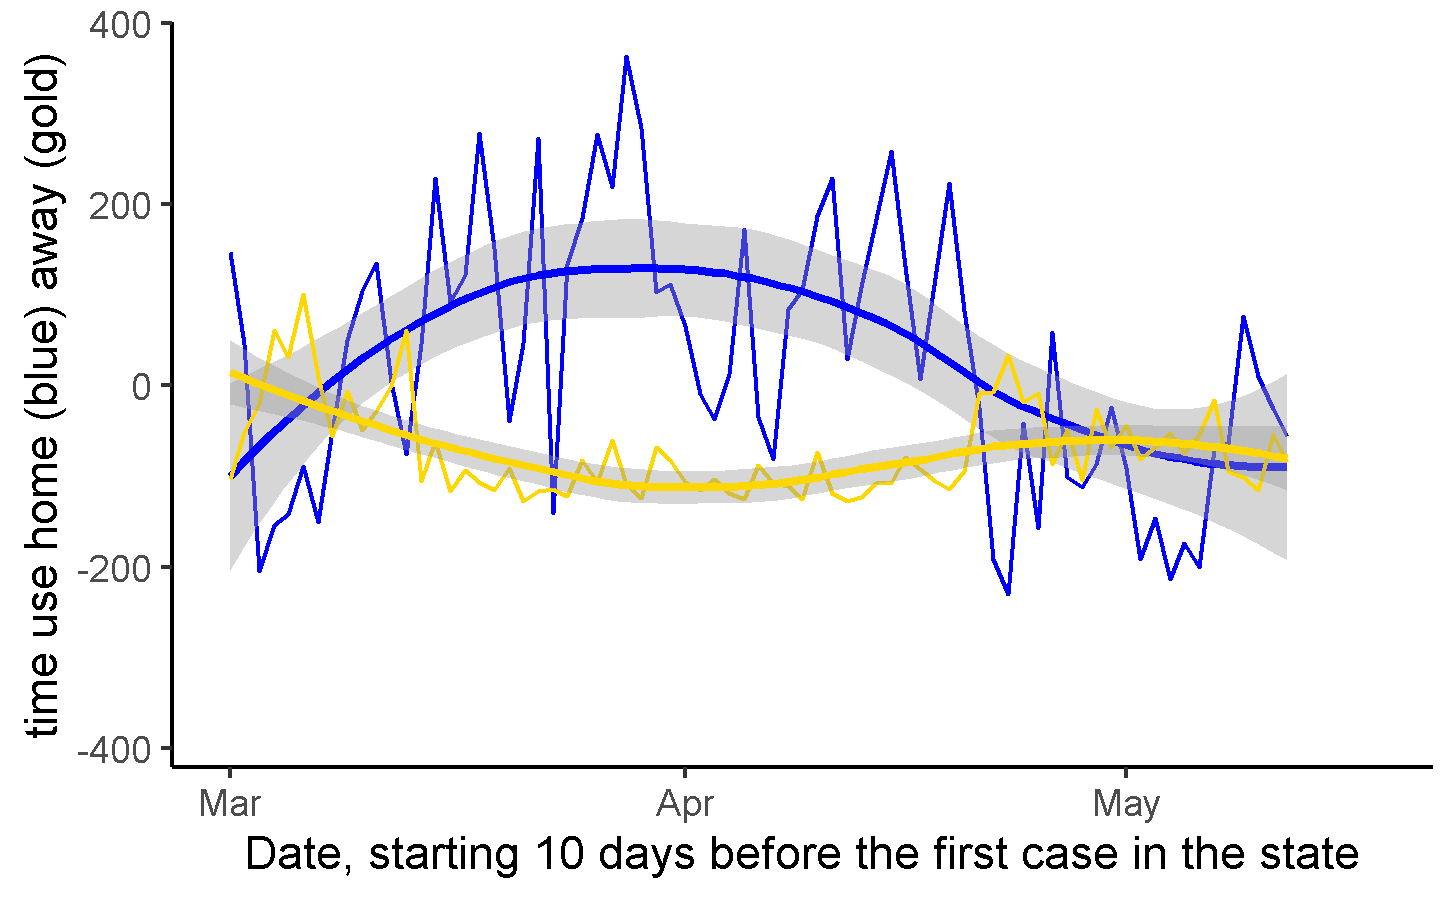 time use home (blue) away (gold)
400
200
0
-200
-400
Mar
Apr
May
Date, starting 10 days before the first case in the state